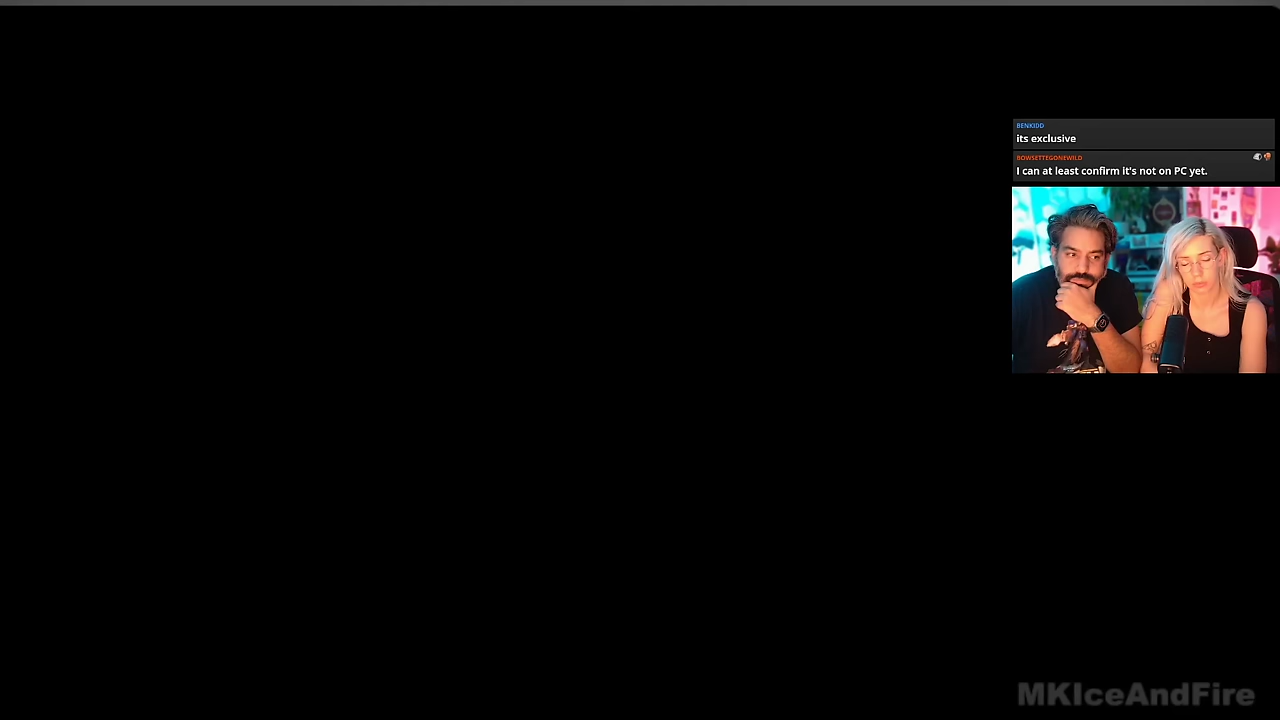 BENKIDD
its exclusive
BOWSETTEGONEWILD
I can at least confirm it's not on PC yet.
MKIceAndFire